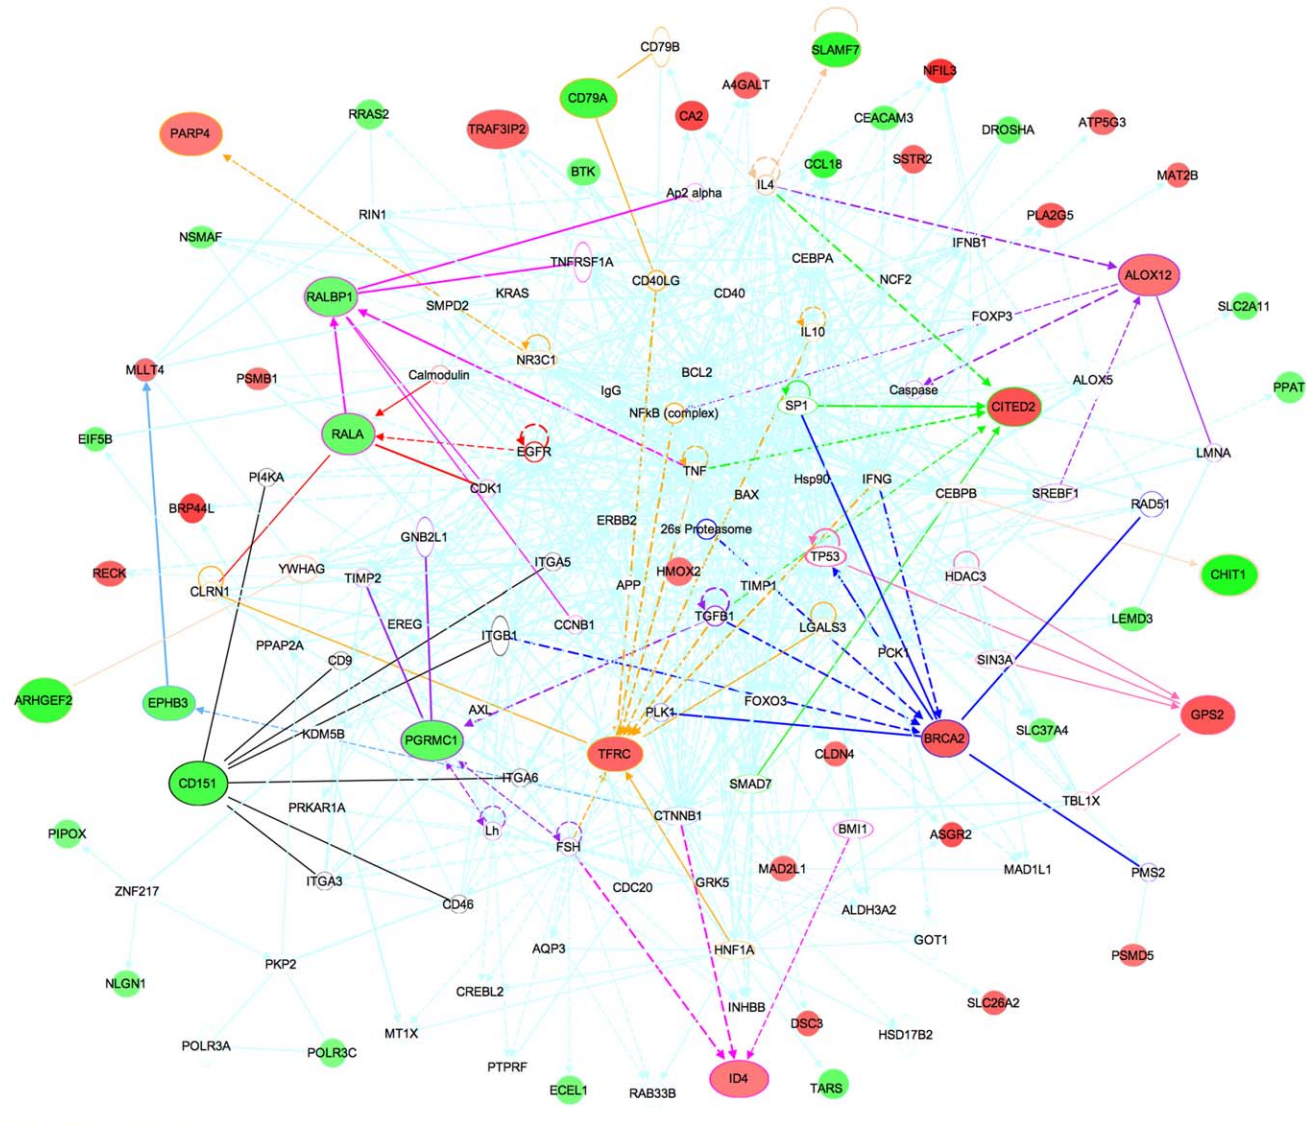 CD79B
SLAMF7
NFIL3
A4GALT
CD79A
CA2
CEACAM3
RRAS2
TRAF3IP2
PARP4
DROSHA
ATP5G3
CCL18
SSTR2
BTK
MAT2B
IL4
Ap2 alpha
RIN1
PLA2G5
NSMAF
IFNB1
CEBPA
TNFRSF1A
ALOX12
CD40LG
NCF2
CD40
KRAS
RALBP1
SMPD2
SLC2A11
FOXP3
IL10
NR3C1
MLLT4
BCL2
Calmodulin
PSMB1
ALOX5
PPAT
IgG
Caspase
SP1
CITED2
NFkB (complex)
RALA
EIF5B
EGFR
LMNA
TNF
PI4KA
Hsp90
IFNG
CDK1
BAX
CEBPB
SREBF1
RAD51
BRP44L
ERBB2
26s Proteasome
GNB2L1
TP53
ITGA5
HDAC3
YWHAG
RECK
HMOX2
CHIT1
TIMP2
APP
TIMP1
CLRN1
TGFB1
LEMD3
EREG
CCNB1
LGALS3
ITGB1
PPAP2A
PCK1
CD9
SIN3A
ARHGEF2
EPHB3
FOXO3
AXL
PLK1
GPS2
KDM5B
SLC37A4
PGRMC1
BRCA2
TFRC
CLDN4
ITGA6
CD151
SMAD7
TBL1X
PRKAR1A
CTNNB1
Lh
BMI1
PIPOX
ASGR2
FSH
MAD2L1
MAD1L1
PMS2
ITGA3
GRK5
CDC20
ZNF217
CD46
ALDH3A2
GOT1
AQP3
HNF1A
PSMD5
PKP2
NLGN1
CREBL2
SLC26A2
INHBB
DSC3
MT1X
HSD17B2
POLR3A
POLR3C
PTPRF
ID4
TARS
ECEL1
RAB33B